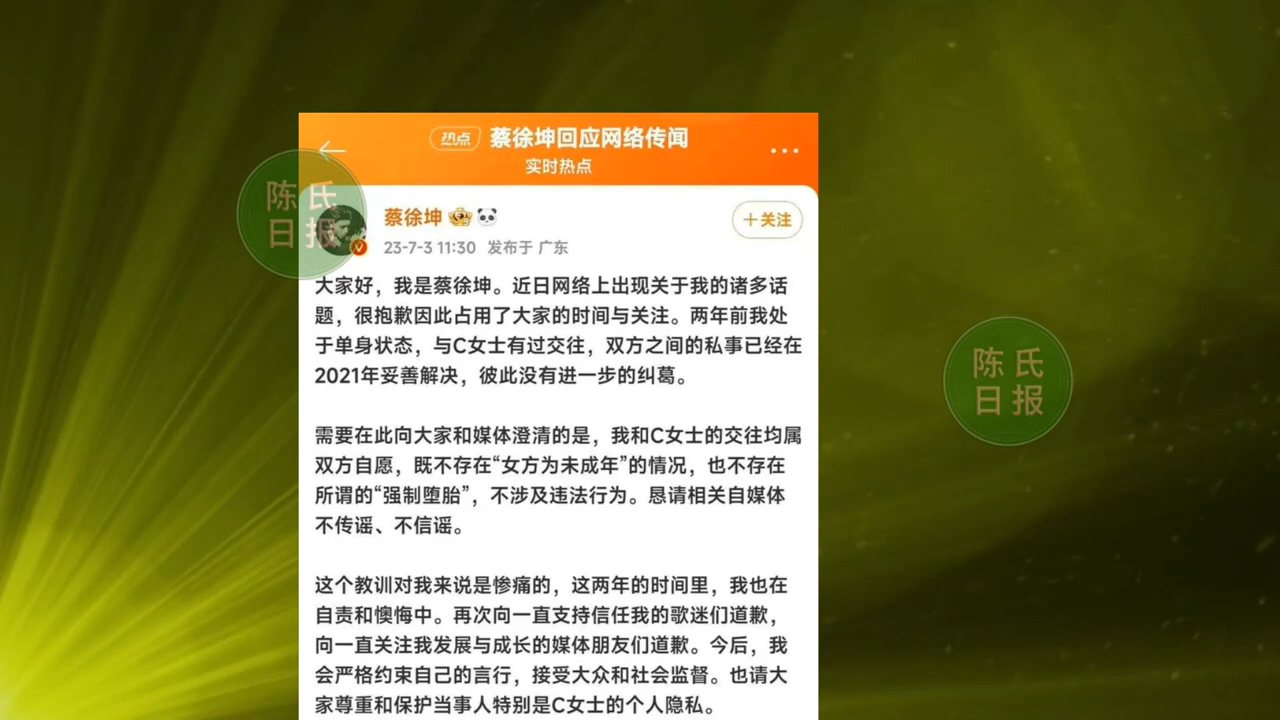 热点 蔡徐坤回应网络传闻
实时热点
陈氏
日报
蔡徐坤
+关注
23-7-3 11:30 发布于 广东
大家好，我是蔡徐坤。近日网络上出现关于我的诸多话
题，很抱歉因此占用了大家的时间与关注。两年前我处
于单身状态，与C女士有过交往，双方之间的私事已经在
2021年妥善解决，彼此没有进一步的纠葛。
陈氏
日报
需要在此向大家和媒体澄清的是，我和C女士的交往均属
双方自愿，既不存在“女方为未成年”的情况，也不存在
所谓的“强制堕胎”，不涉及违法行为。恳请相关自媒体
不传谣、不信谣。
这个教训对我来说是惨痛的，这两年的时间里，我也在
自责和懊悔中。再次向一直支持信任我的歌迷们道歉，
向一直关注我发展与成长的媒体朋友们道歉。今后，我
会严格约束自己的言行，接受大众和社会监督。也请大
家尊重和保护当事人特别是C女士的个人隐私。